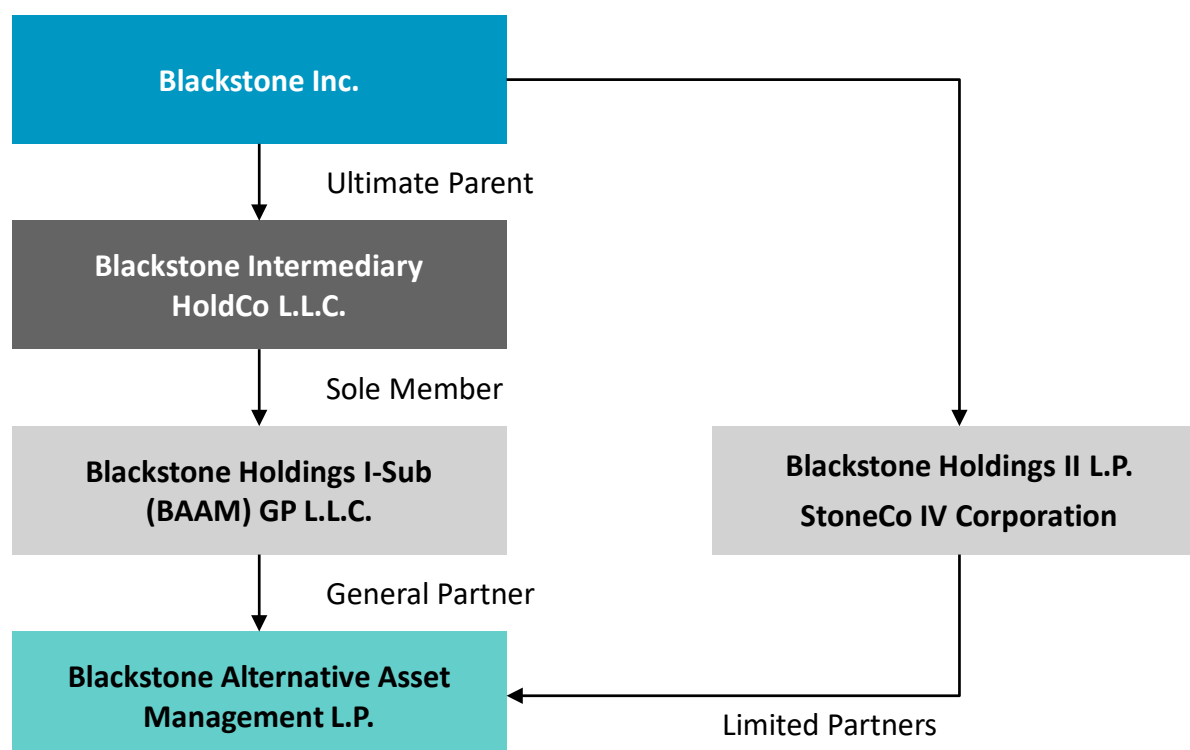 Blackstone Inc.
Ultimate Parent
Blackstone Intermediary
HoldCo L.L.C.
Sole Member
Blackstone Holdings I-Sub
(BAAM) GP L.L.C.
Blackstone Holdings II L.P.
StoneCo IV Corporation
General Partner
Blackstone Alternative Asset
Management L.P.
Limited Partners